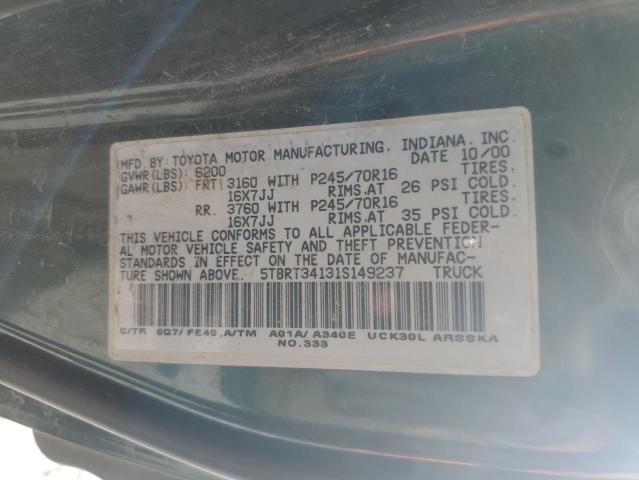 MFD. BY: TOYOTA MOTOR MANUFACTURING, INDIANA, INC.
GVWR(LBS): 6200 DATE 10/00
GAWR(LBS): FRT: 3160 WITH P245/70R16 TIRES.
16X7JJ RIMS.AT 26 PSI COLD.
RR. 3760 WITH P245/70R16 TIRES.
16X7JJ RIMS.AT 35 PSI COLD.
THIS VEHICLE CONFORMS TO ALL APPLICABLE FEDER-
AL MOTOR VEHICLE SAFETY AND THEFT PREVENTION
STANDARDS IN EFFECT ON THE DATE OF MANUFAC-
TURE SHOWN ABOVE. 5TBRT34131S149237 TRUCK
C/TR 6Q7/FE40.A/TM A01A/A340E UCK30L ARSSKA
NO.333